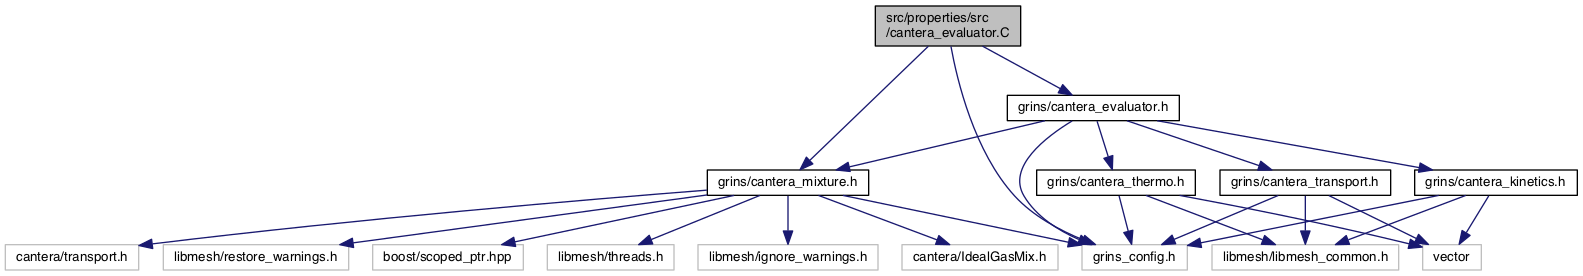 src/properties/src
/cantera_evaluator.C
grins/cantera_evaluator.h
grins/cantera_mixture.h
grins/cantera_thermo.h
grins/cantera_transport.h
grins/cantera_kinetics.h
cantera/transport.h
libmesh/restore_warnings.h
boost/scoped_ptr.hpp
libmesh/threads.h
libmesh/ignore_warnings.h
cantera/IdealGasMix.h
grins_config.h
libmesh/libmesh_common.h
vector